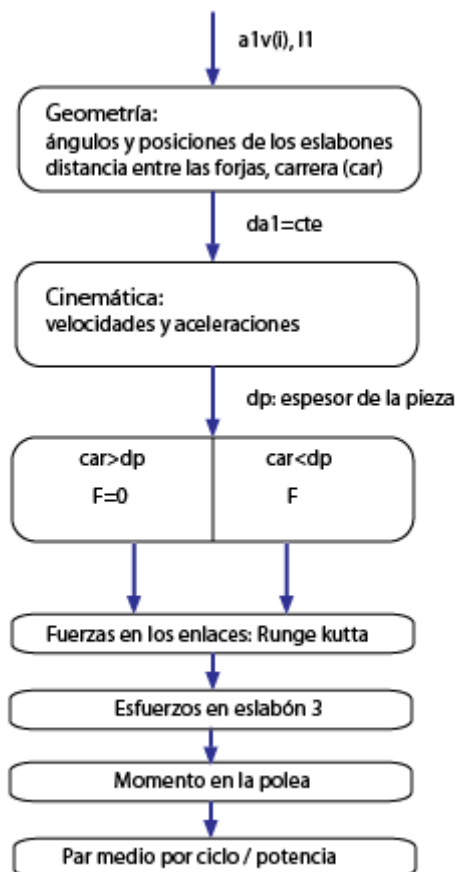 a1v(i), l1
Geometría:
ángulos y posiciones de los eslabones
distancia entre las forjas, carrera (car)
da1=cte
Cinemática:
velocidades y aceleraciones
dp: espesor de la pieza
car>dp
F=0
car<dp
F
Fuerzas en los enlaces: Runge kutta
Esfuerzos en eslabón 3
Momento en la polea
Par medio por ciclo / potencia